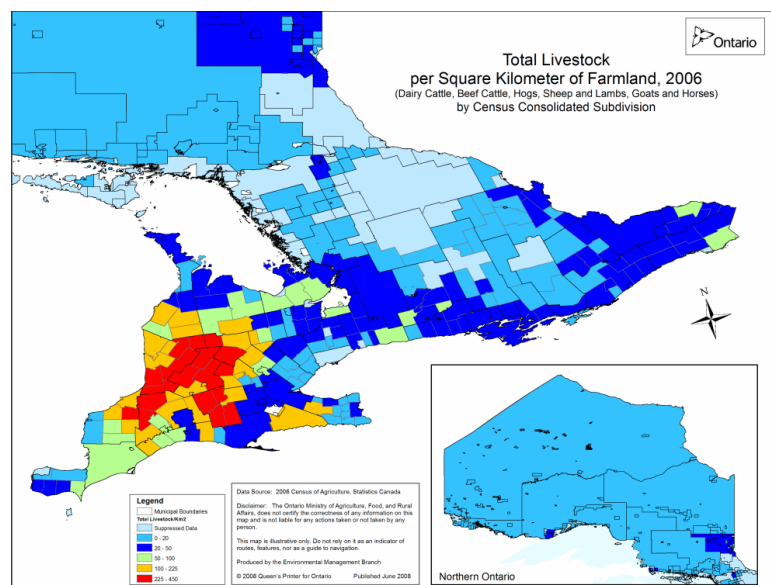 Ontario
Total Livestock
per Square Kilometer of Farmland, 2006
(Dairy Cattle, Beef Cattle, Hogs, Sheep and Lambs, Goats and Horses)
by Census Consolidated Subdivision
N
Legend
Municipal Boundaries
Total Livestock/Km2
Suppressed Data
0 - 20
20 - 50
50 - 100
100 - 225
225 - 450
Data Source: 2006 Census of Agriculture, Statistics Canada
Disclaimer: The Ontario Ministry of Agriculture, Food, and Rural
Affairs, does not certify the correctness of any information on this
map and is not liable for any actions taken or not taken by any
person.
This map is illustrative only. Do not rely on it as an indicator of
routes, features, nor as a guide to navigation.
Produced by the Environmental Management Branch
© 2008 Queen's Printer for Ontario Published June 2008
Northern Ontario